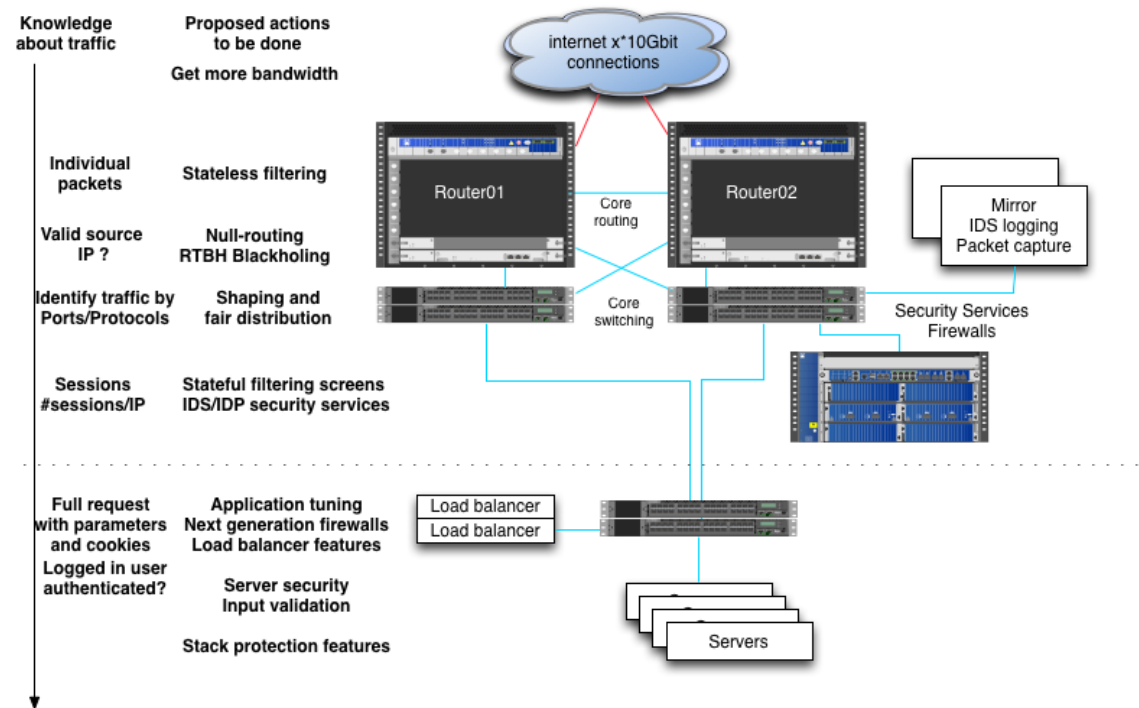 Knowledge
about traffic
Proposed actions
to be done
Get more bandwidth
internet x*10Gbit
connections
Individual
packets
Stateless filtering
Router01
Router02
Core
routing
Mirror
IDS logging
Packet capture
Valid source
IP ?
Null-routing
RTBH Blackholing
Identify traffic by
Ports/Protocols
Shaping and
fair distribution
Core
switching
Security Services
Firewalls
Sessions
#sessions/IP
Stateful filtering screens
IDS/IDP security services
Full request
with parameters
and cookies
Logged in user
authenticated?
Application tuning
Next generation firewalls
Load balancer features
Load balancer
Load balancer
Server security
Input validation
Stack protection features
Servers